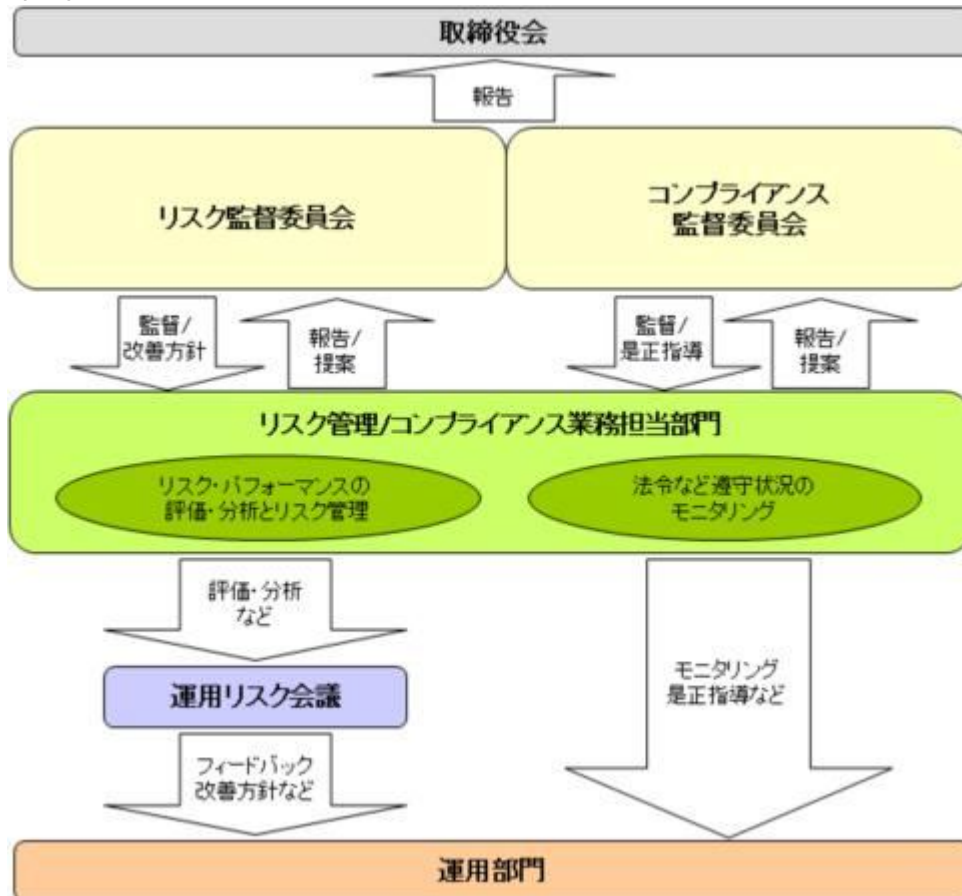 取締役会
報告
リスク監督委員会
コンプライアンス
監督委員会
監督/
改善方針
報告/
提案
監督/
是正指導
報告/
提案
リスク管理/コンプライアンス業務担当部門
リスク・パフォーマンスの
評価・分析とリスク管理
法令など遵守状況の
モニタリング
評価・分析
など
運用リスク会議
モニタリング
是正指導など
フィードバック
改善方針など
運用部門